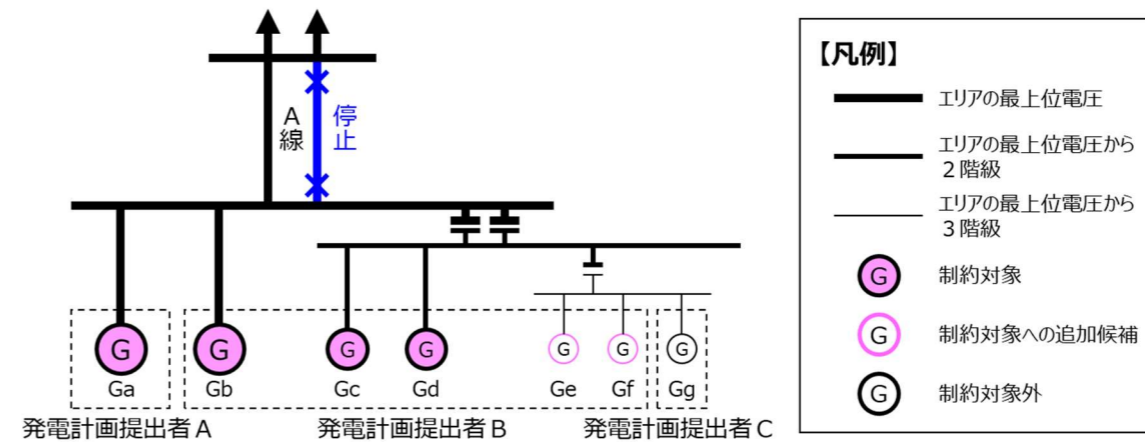 A線
停止
G
G
G
G
G
G
G
Ga
Gb
Gc
Gd
Ge
Gf
Gg
発電計画提出者A
発電計画提出者B
発電計画提出者C
【凡例】
エリアの最上位電圧
エリアの最上位電圧から
2階級
エリアの最上位電圧から
3階級
G
制約対象
G
制約対象への追加候補
G
制約対象外